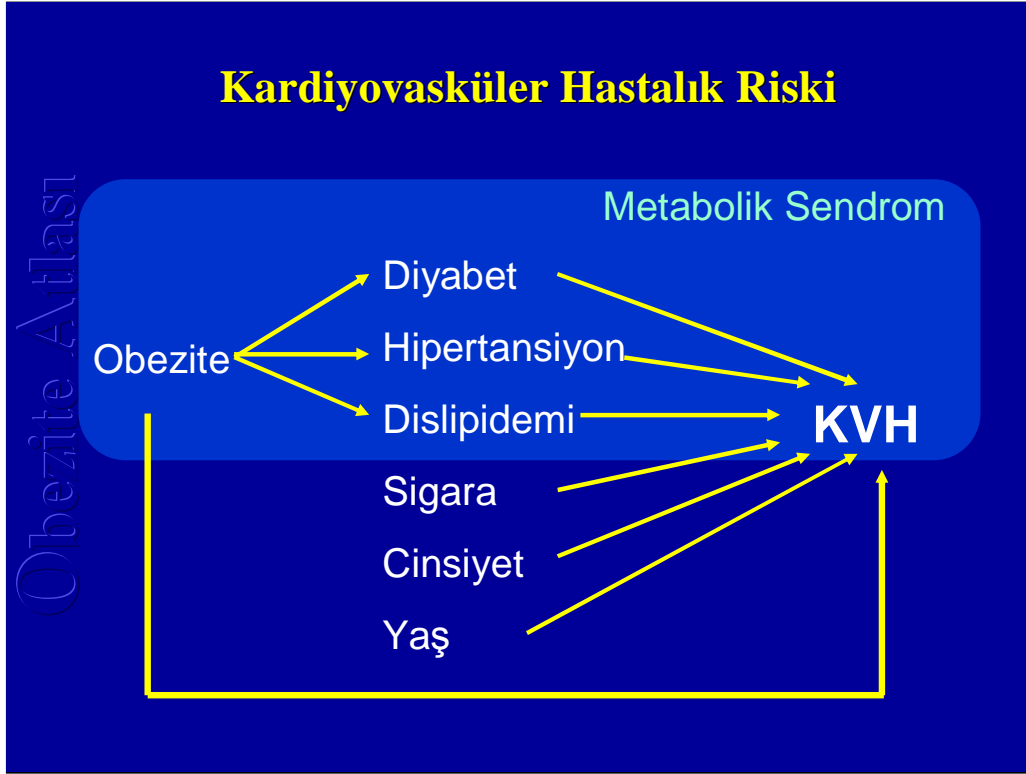 Kardiyovasküler Hastalık Riski
Obezite Atlası
Metabolik Sendrom
Diyabet
Obezite
Hipertansiyon
Dislipidemi
KVH
Sigara
Cinsiyet
Yaş